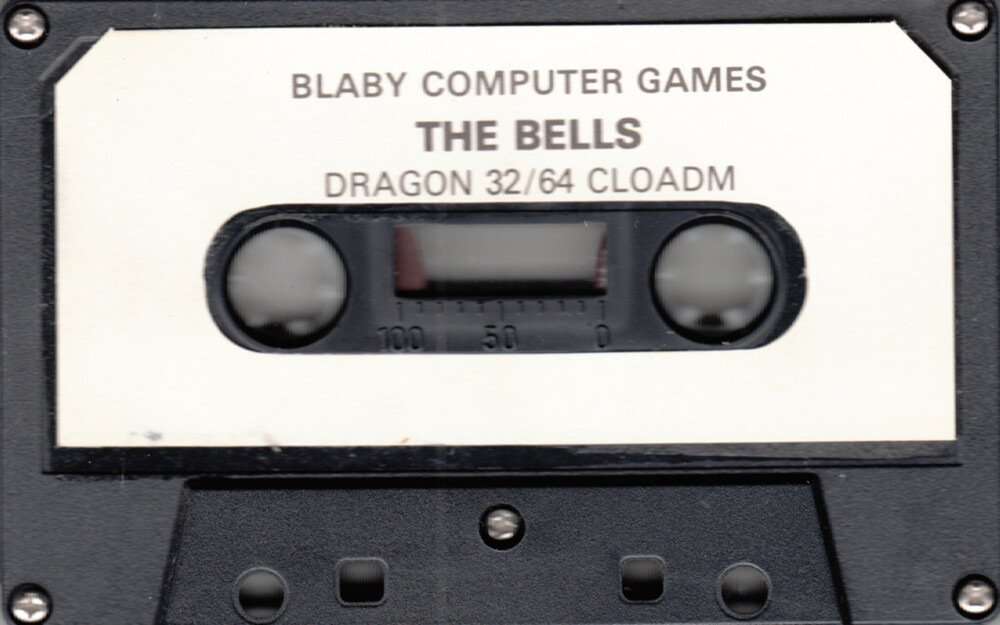 BLABY COMPUTER GAMES
THE BELLS
DRAGON 32/64 CLOADM
100 50 0